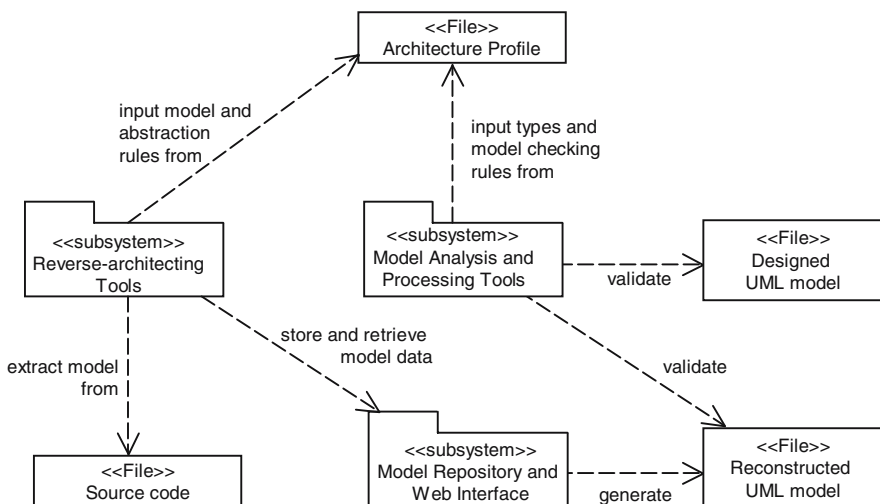 <<File>>
Architecture Profile
input model and
abstraction
rules from
input types and
model checking
rules from
<<subsystem>>
Reverse-architecting
Tools
<<subsystem>>
Model Analysis and
Processing Tools
validate
<<File>>
Designed
UML model
extract model
from
store and retrieve
model data
validate
<<File>>
Source code
<<subsystem>>
Model Repository and
Web Interface
generate
<<File>>
Reconstructed
UML model